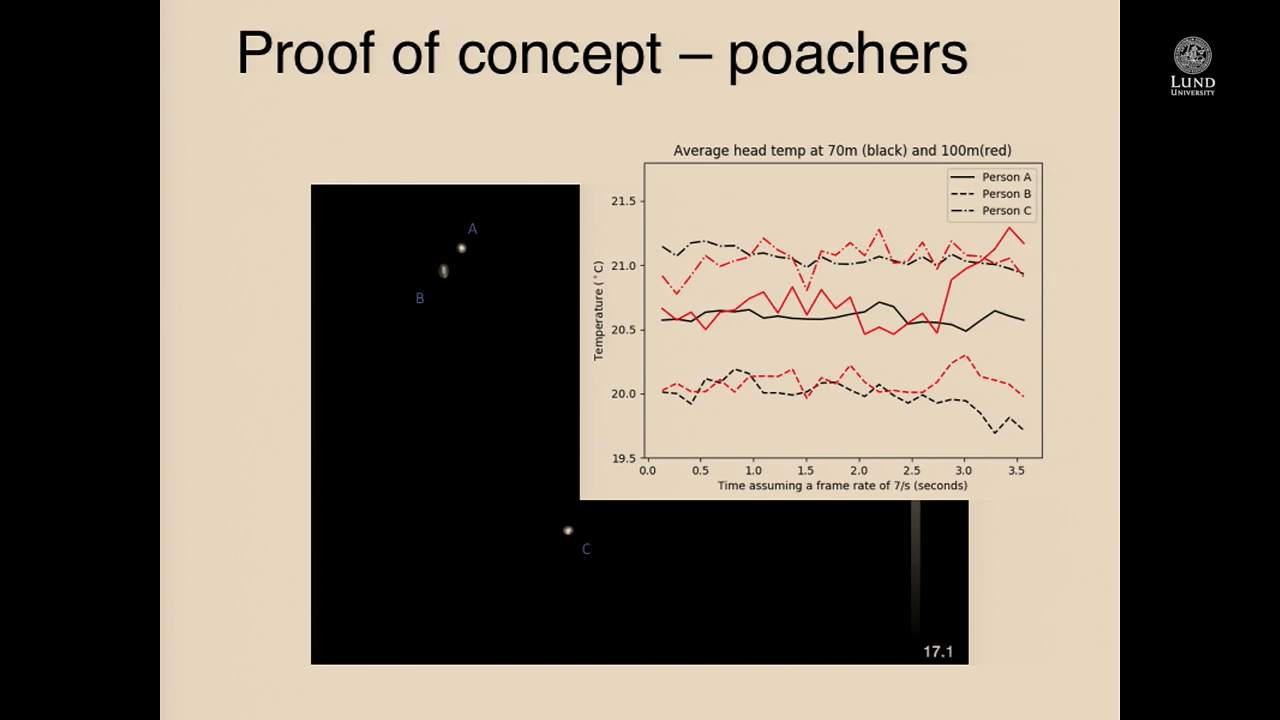 Proof of concept – poachers
LUND
UNIVERSITY
Average head temp at 70m (black) and 100m(red)
Person A
Person B
Person C
Temperature (°C)
21.5
21.0
20.5
20.0
19.5
0.0 0.5 1.0 1.5 2.0 2.5 3.0 3.5
Time assuming a frame rate of 7/s (seconds)
A
B
C
17.1